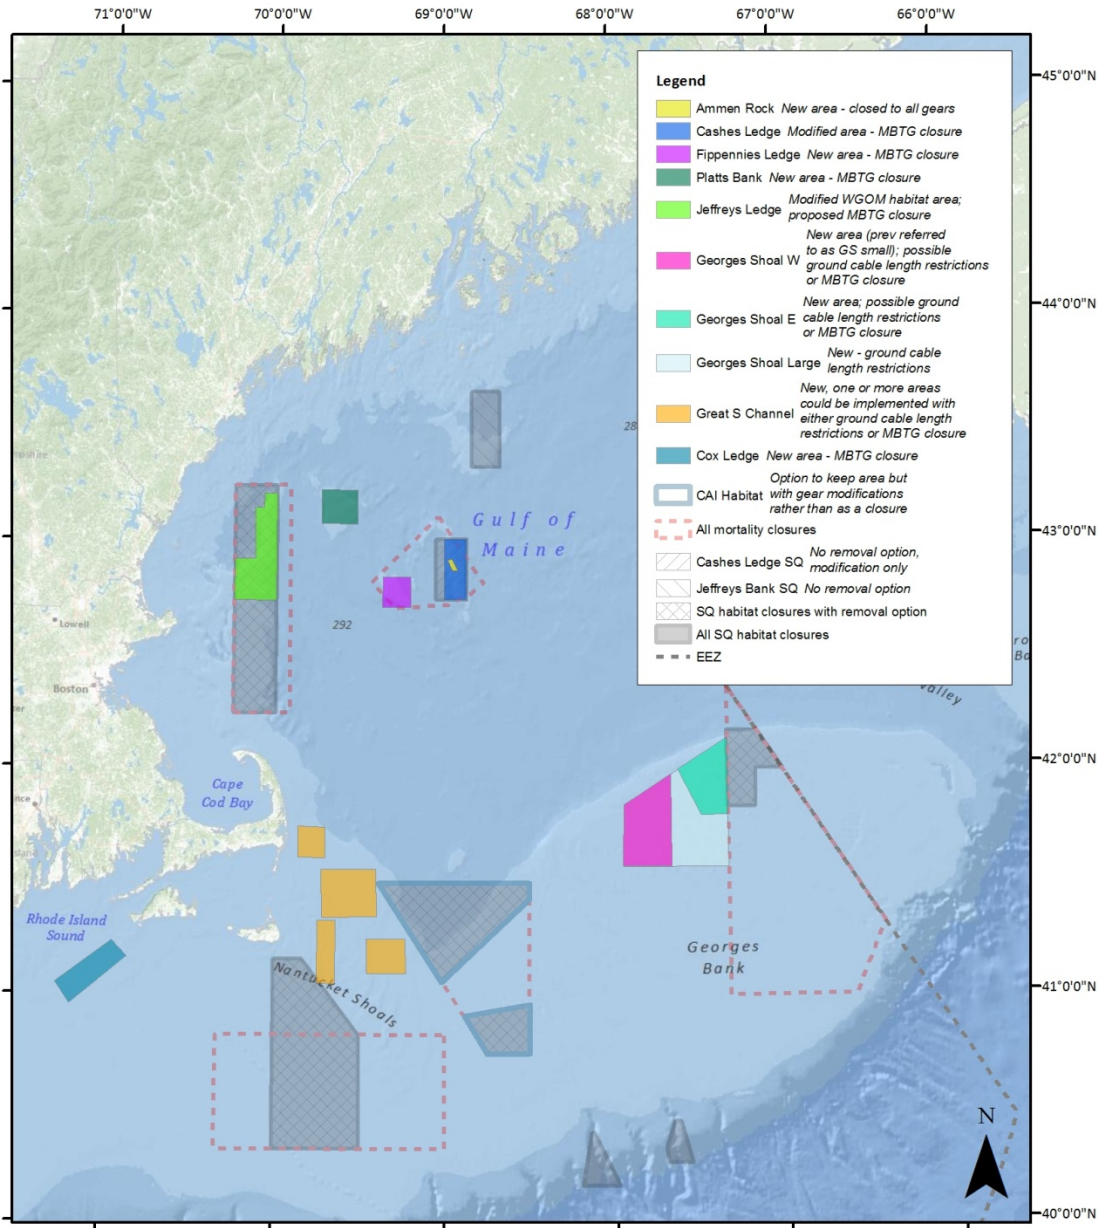 71°0'0"W 70°0'0"W 69°0'0"W 68°0'0"W 67°0'0"W 66°0'0"W
Legend
Ammen Rock New area - closed to all gears
Cashes Ledge Modified area - MBTG closure
Fippennies Ledge New area - MBTG closure
Platts Bank New area - MBTG closure
Jeffreys Ledge Modified WGOM habitat area;
proposed MBTG closure
Georges Shoal W New area (prev referred
to as GS small); possible
ground cable length restrictions
or MBTG closure
Georges Shoal E New area; possible ground
cable length restrictions
or MBTG closure
Georges Shoal Large New - ground cable
length restrictions
Great S Channel New, one or more areas
could be implemented with
either ground cable length
restrictions or MBTG closure
Cox Ledge New area - MBTG closure
CAI Habitat Option to keep area but
with gear modifications
rather than as a closure
All mortality closures
Cashes Ledge SQ No removal option,
modification only
Jeffreys Bank SQ No removal option
SQ habitat closures with removal option
All SQ habitat closures
EEZ
45°0'0"N
44°0'0"N
43°0'0"N
42°0'0"N
41°0'0"N
40°0'0"N
28
Gulf of
Maine
292
Lowell
Boston
Cape
Cod Bay
Rhode Island
Sound
Nantucket Shoals
Georges
Bank
valley
N